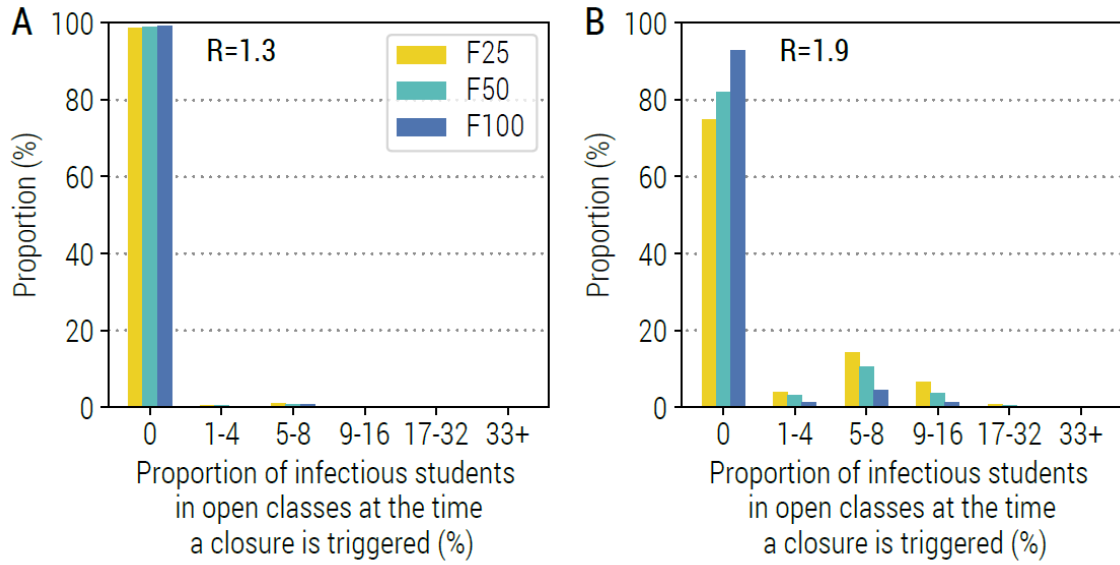 A
R=1.3
F25
F50
F100
100
80
60
40
20
0
Proportion (%)
0 1-4 5-8 9-16 17-32 33+
Proportion of infectious students
in open classes at the time
a closure is triggered (%)
B
R=1.9
100
80
60
40
20
0
Proportion (%)
0 1-4 5-8 9-16 17-32 33+
Proportion of infectious students
in open classes at the time
a closure is triggered (%)